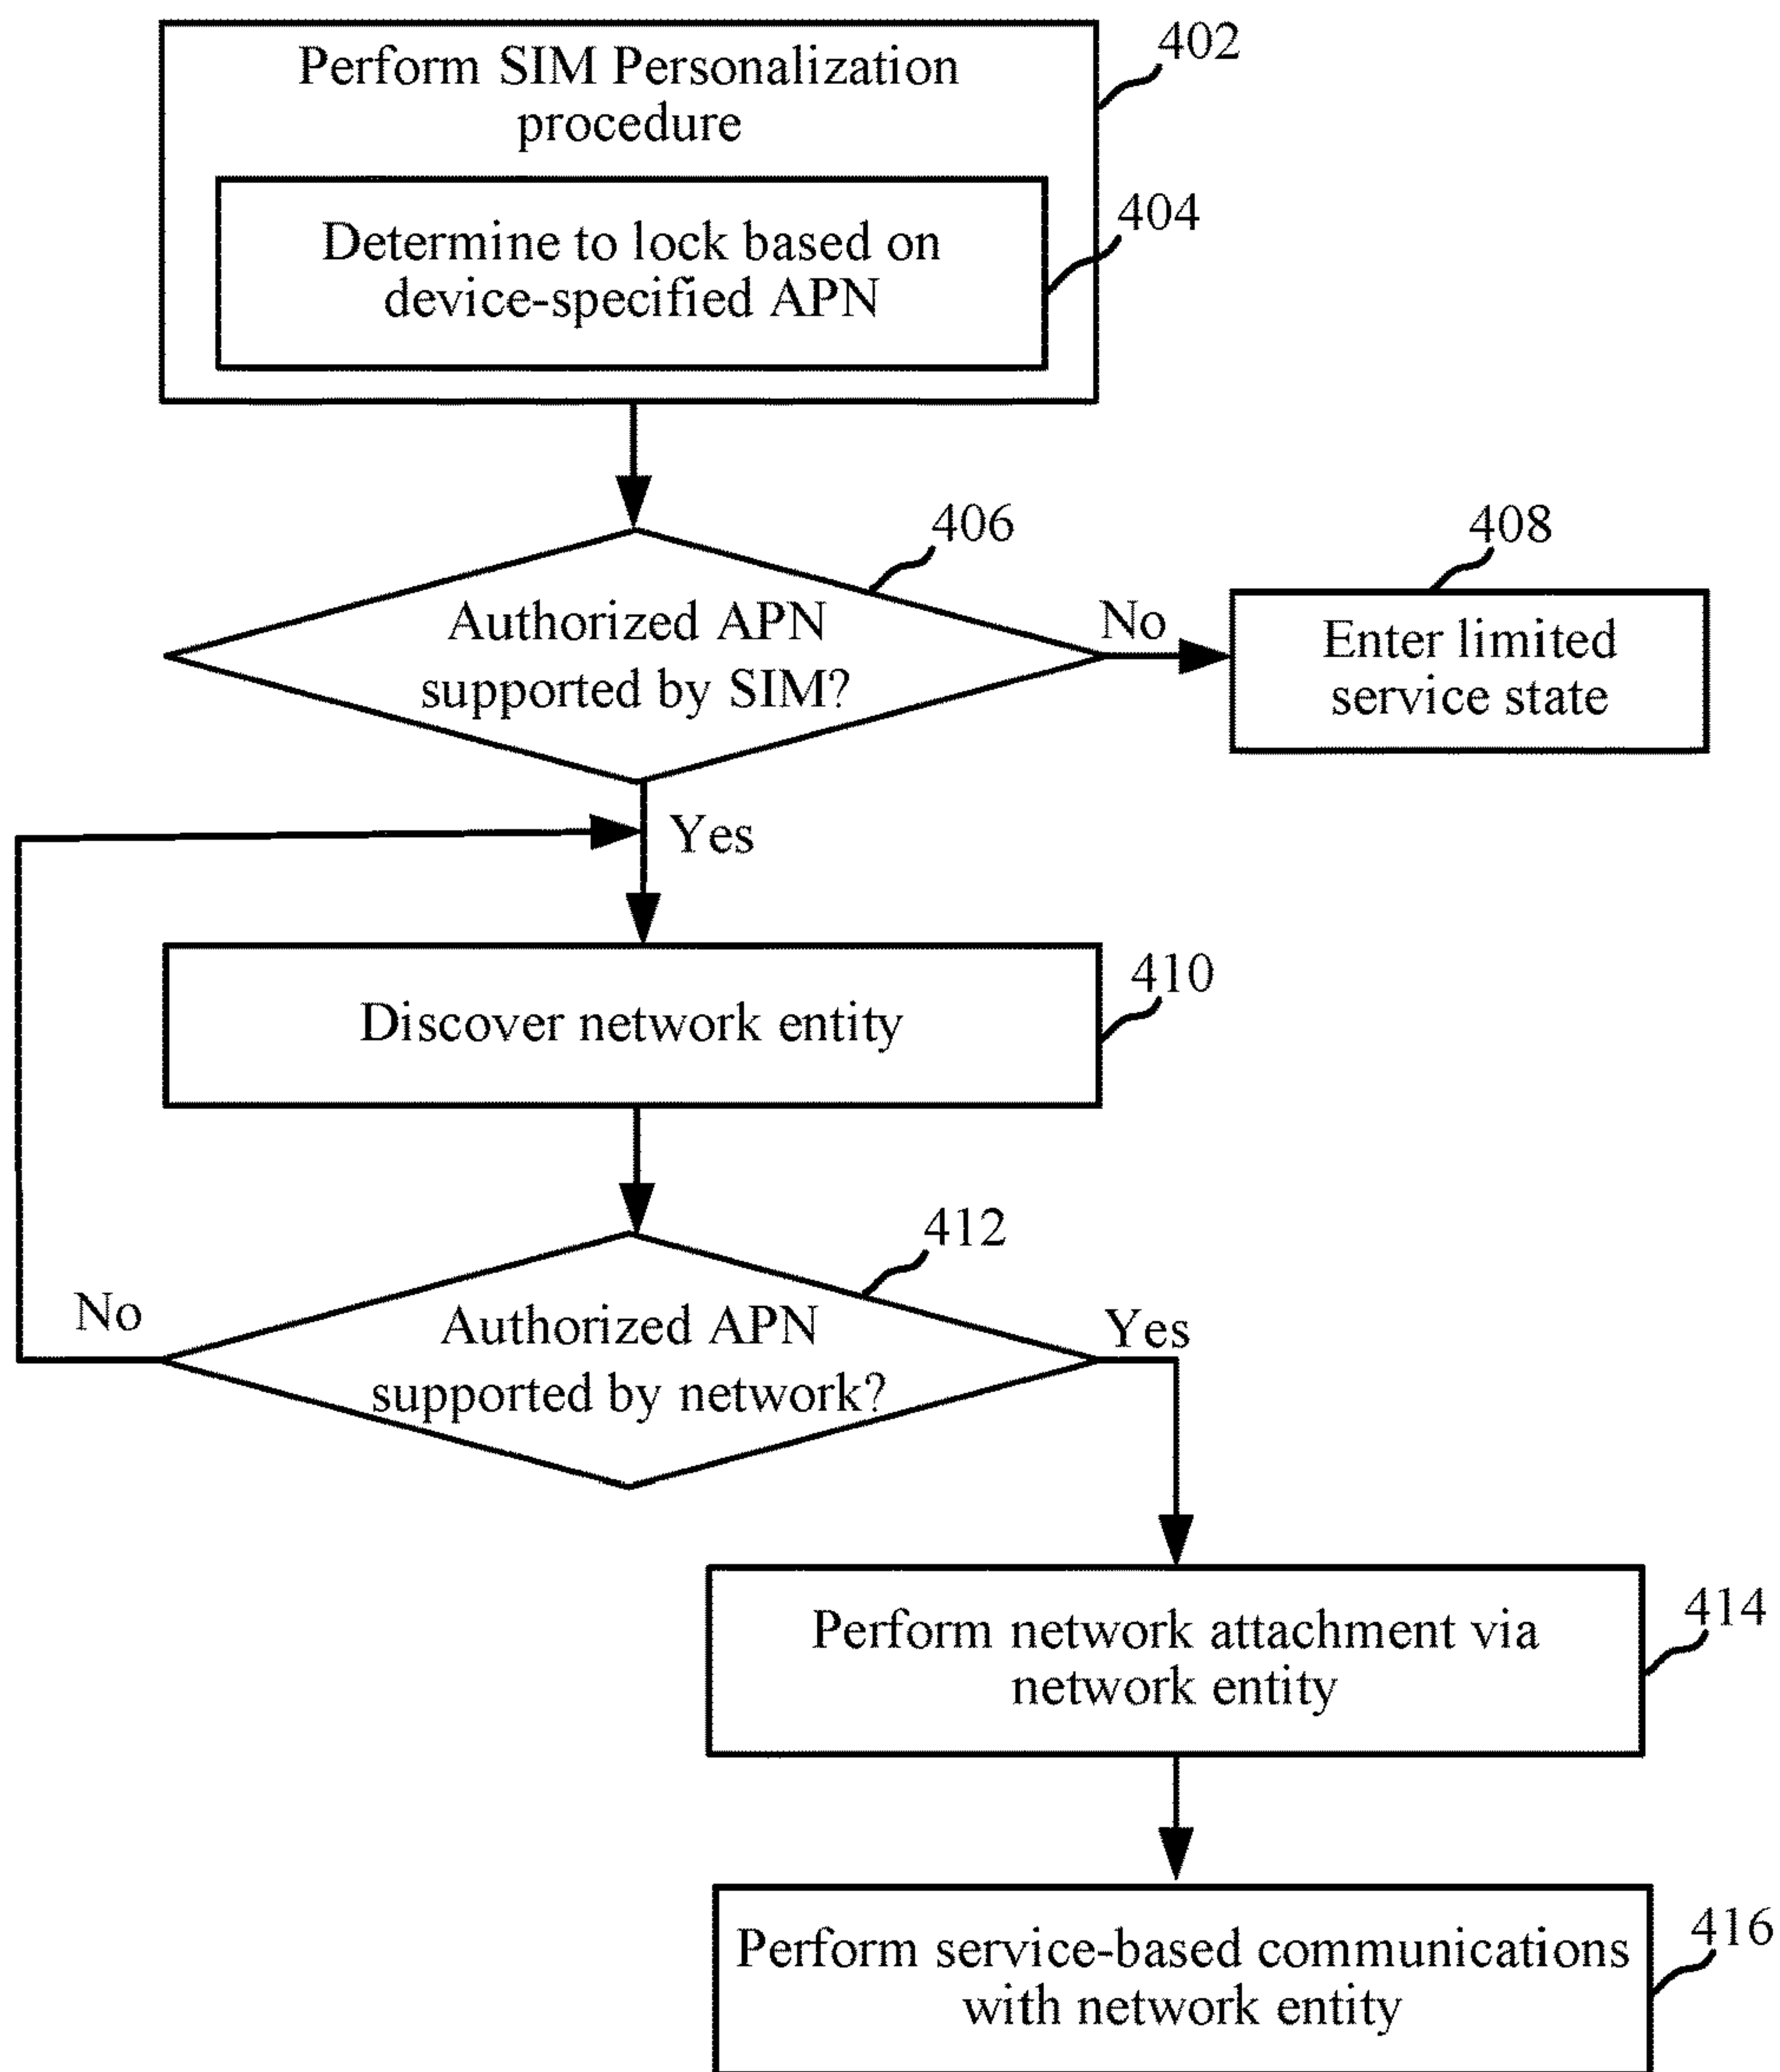 402
Perform SIM Personalization
procedure
404
Determine to lock based on
device-specified APN
406
Authorized APN
supported by SIM?
No
408
Enter limited
service state
Yes
410
Discover network entity
412
No
Authorized APN
supported by network?
Yes
414
Perform network attachment via
network entity
416
Perform service-based communications
with network entity